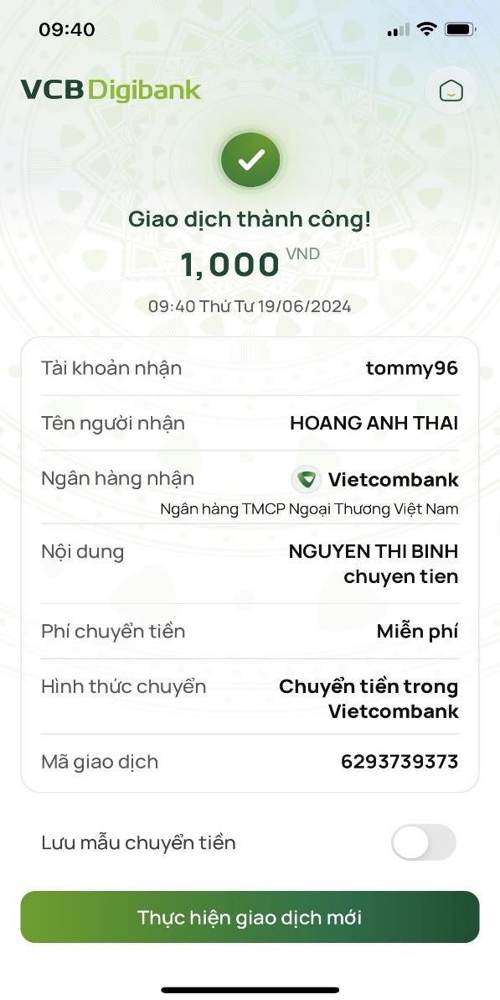 09:40
VCB Digibank
Giao dịch thành công!
1,000 VND
09:40 Thứ Tư 19/06/2024
Tài khoản nhận tommy96
Tên người nhận HOANG ANH THAI
Ngân hàng nhận Vietcombank
Ngân hàng TMCP Ngoại Thương Việt Nam
Nội dung NGUYEN THI BINH
chuyen tien
Phí chuyển tiền Miễn phí
Hình thức chuyển Chuyển tiền trong
Vietcombank
Mã giao dịch 6293739373
Lưu mẫu chuyển tiền
Thực hiện giao dịch mới